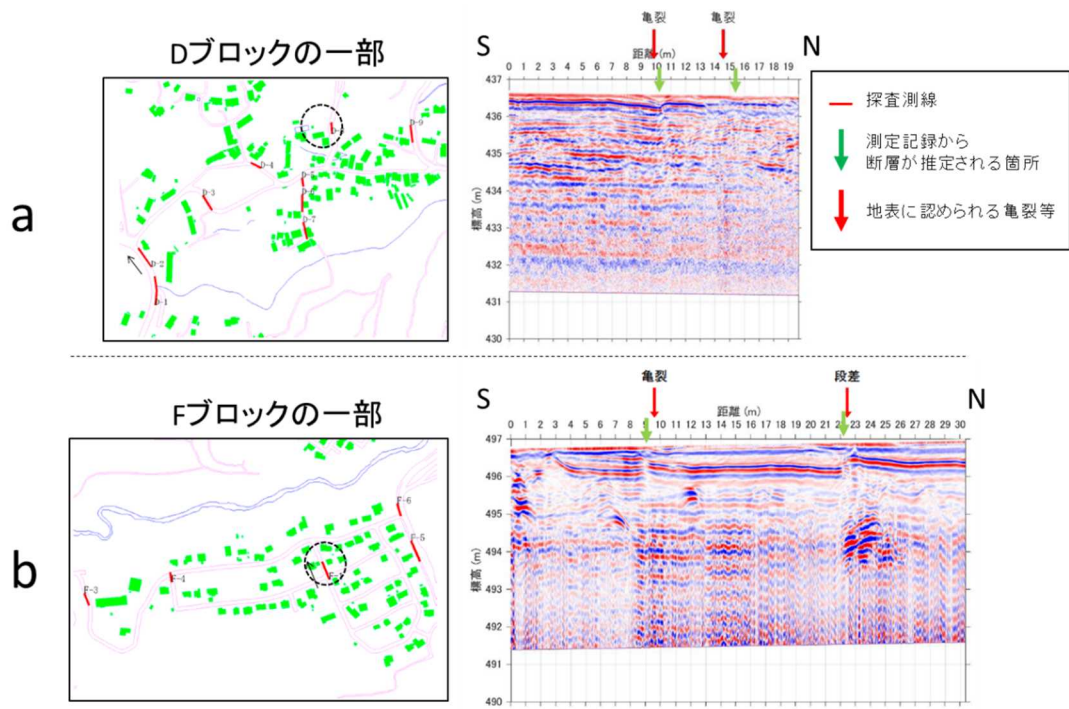 Dブロックの一部
a
D-4
D-9
D-5
D-3
D-7
D-2
D-1
S
亀裂
亀裂
N
距離 (m)
0 1 2 3 4 5 6 7 8 9 10 11 12 13 14 15 16 17 18 19
標高 (m)
437
436
435
434
433
432
431
430
探査測線
測定記録から
断層が推定される箇所
地表に認められる亀裂等
Fブロックの一部
b
F-6
F-5
F-4
F-3
S
亀裂
段差
N
距離 (m)
0 1 2 3 4 5 6 7 8 9 10 11 12 13 14 15 16 17 18 19 20 21 22 23 24 25 26 27 28 29 30
標高 (m)
497
496
495
494
493
492
491
490